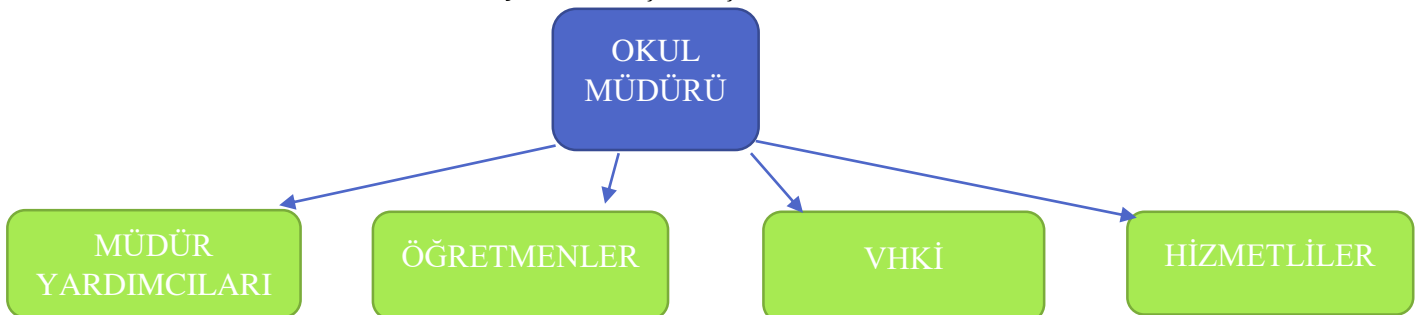 OKUL
MÜDÜRÜ
MÜDÜR
YARDIMCILARI
ÖĞRETMENLER
VHKİ
HİZMETLİLER